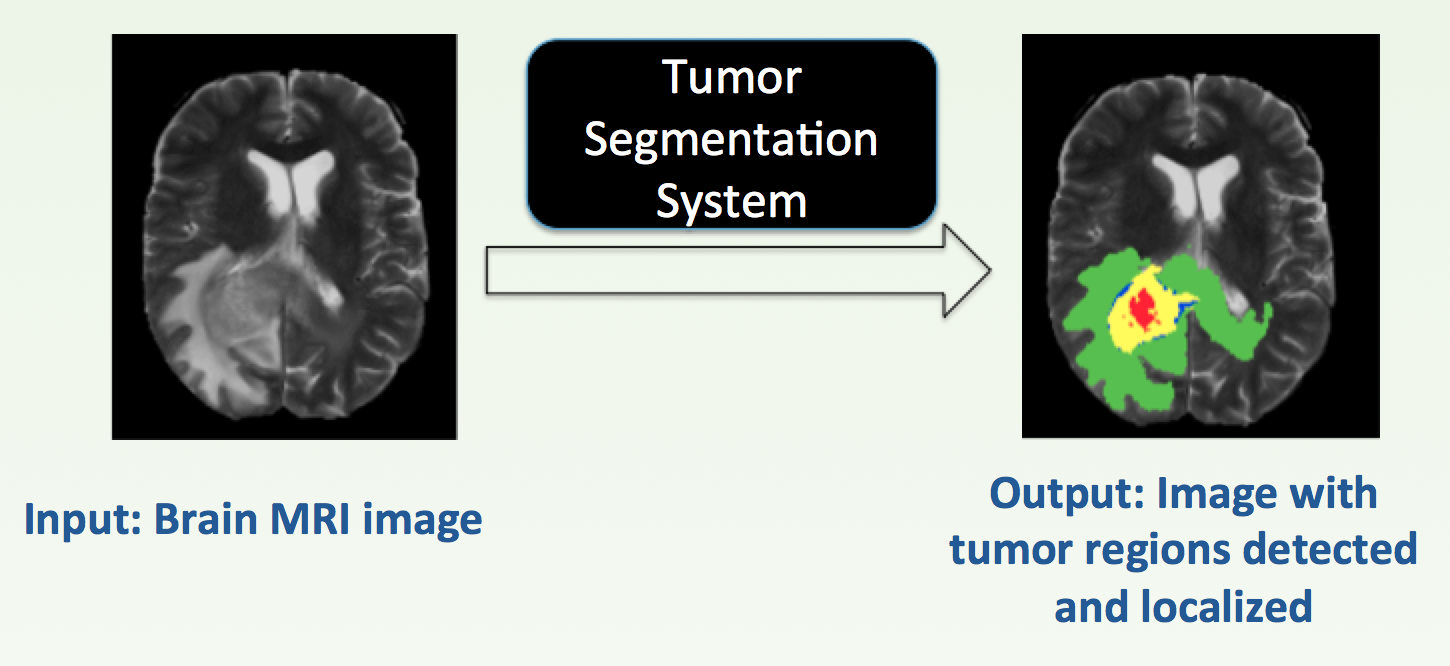 Tumor
Segmentation
System
Input: Brain MRI image
Output: Image with
tumor regions detected
and localized